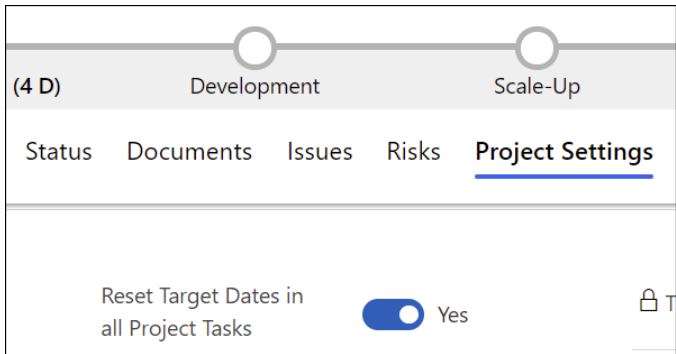 (4 D) Development Scale-Up
Status Documents Issues Risks Project Settings
Reset Target Dates in
all Project Tasks
Yes
T